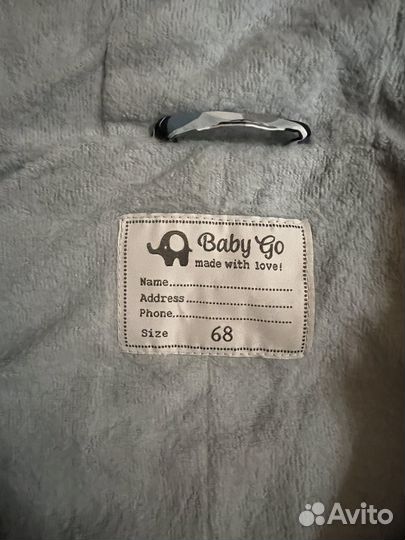 Baby Go
made with love!
Name..............................
Address........................
Phone............................
Size 68
Avito